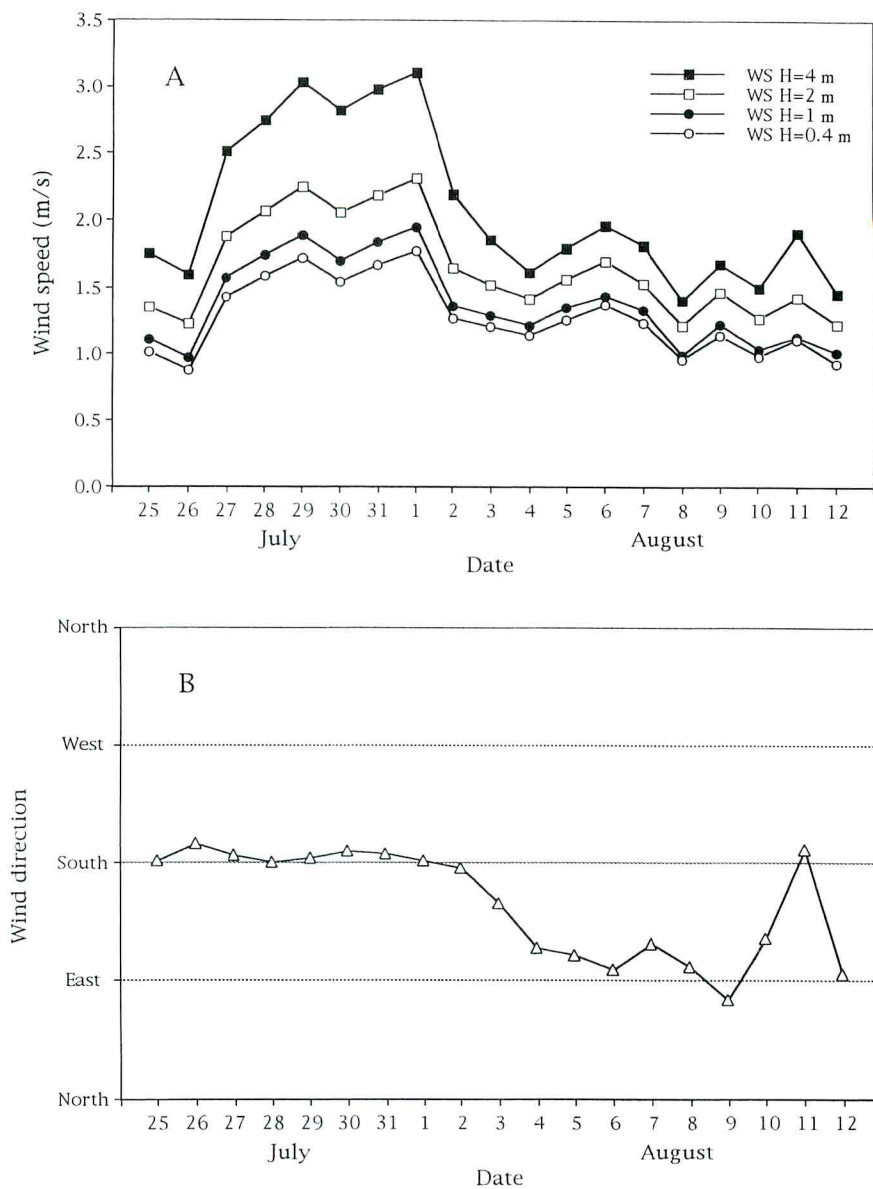 3.5
A
WS H=4 m
3.0
WS H=2 m
WS H=1 m
2.5
WS H=0.4 m
2.0
1.5
1.0
0.5
0.0
Wind speed (m/s)
25 26 27 28 29 30 31 1 2 3 4 5 6 7 8 9 10 11 12
July August
Date
North
B
West
South
East
North
Wind direction
25 26 27 28 29 30 31 1 2 3 4 5 6 7 8 9 10 11 12
July August
Date